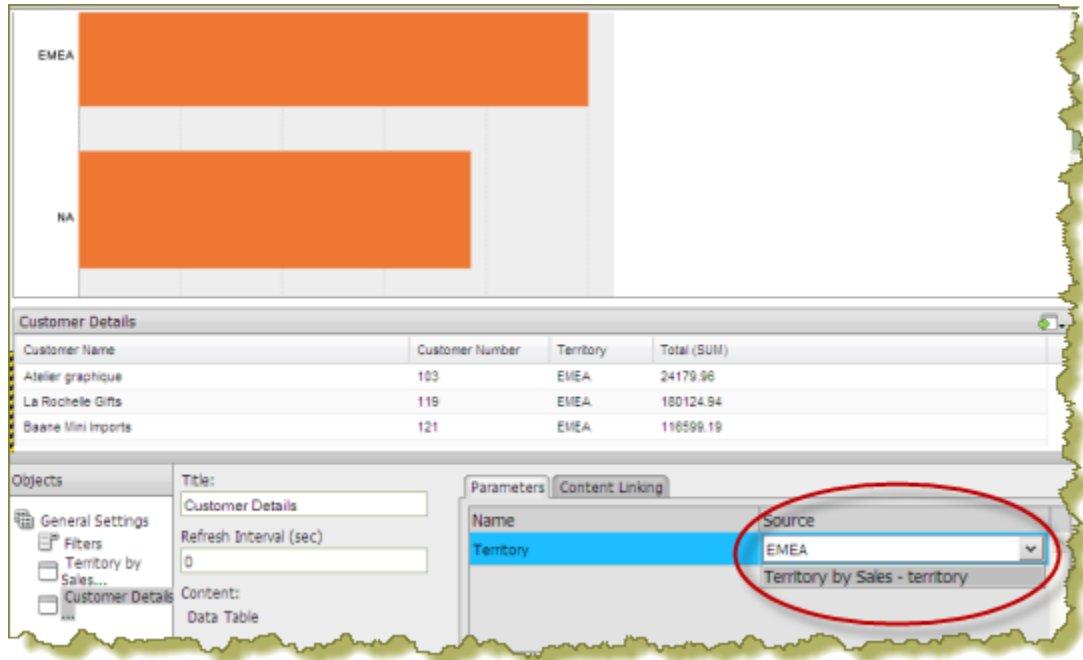 EMEA
NA
Customer Details
Customer Name Customer Number Territory Total (SUM)
Atelier graphique 103 EMEA 24179.96
La Rochelle Gifts 119 EMEA 180124.94
Baane Mini Imports 121 EMEA 116599.19
Objects
General Settings
Filters
Territory by
Sales...
Customer Details
...
Title:
Customer Details
Refresh Interval (sec)
0
Content:
Data Table
Parameters Content Linking
Name Source
Territory EMEA
Territory by Sales - territory